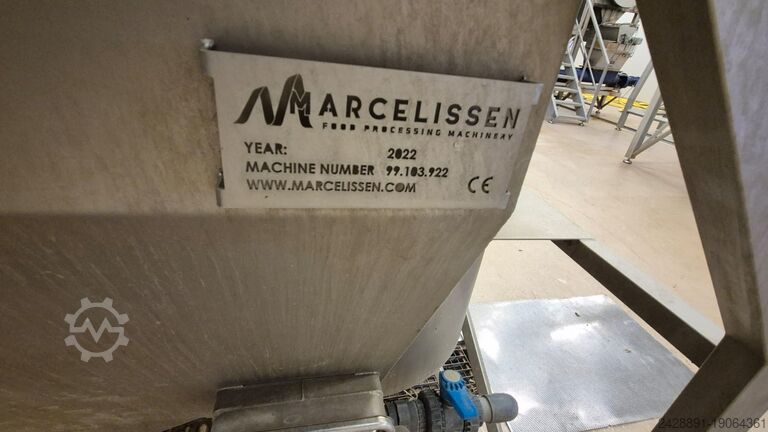 MARCELISSEN
FOOD PROCESSING MACHINERY
YEAR: 2022
MACHINE NUMBER 99.103.922
WWW.MARCELISSEN.COM CE
2428891-19064361